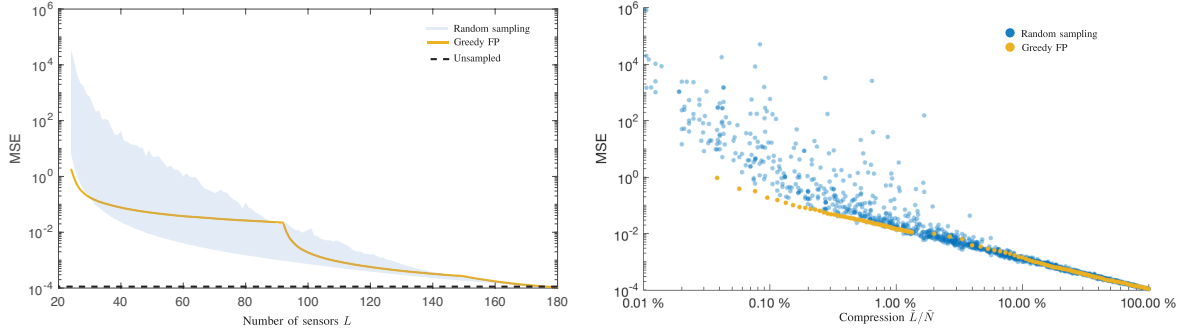 10^6
10^4
10^2
10^0
10^-2
10^-4
MSE
20 40 60 80 100 120 140 160 180
Number of sensors L
Random sampling
Greedy FP
Unsampled
10^6
10^4
10^2
10^0
10^-2
10^-4
MSE
0.01 % 0.10 % 1.00 % 10.00 % 100.00 %
Compression L̃/Ñ
Random sampling
Greedy FP